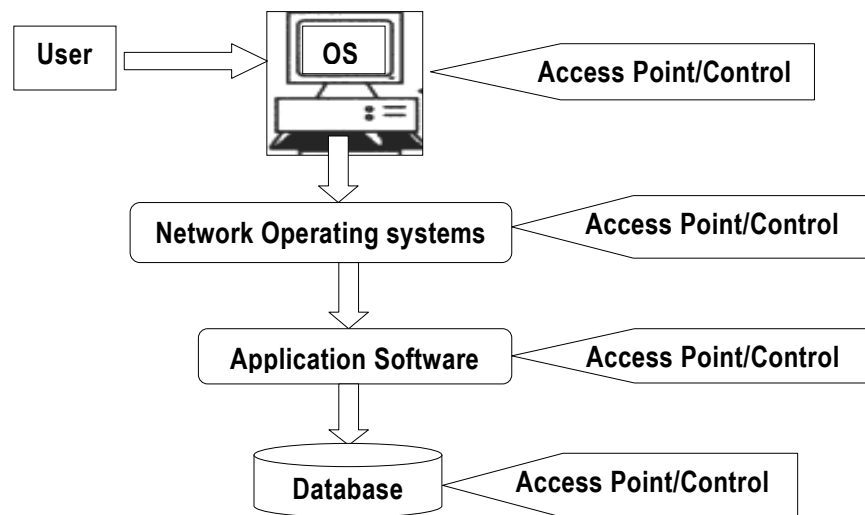 User
OS
Access Point/Control
Network Operating systems
Access Point/Control
Application Software
Access Point/Control
Database
Access Point/Control